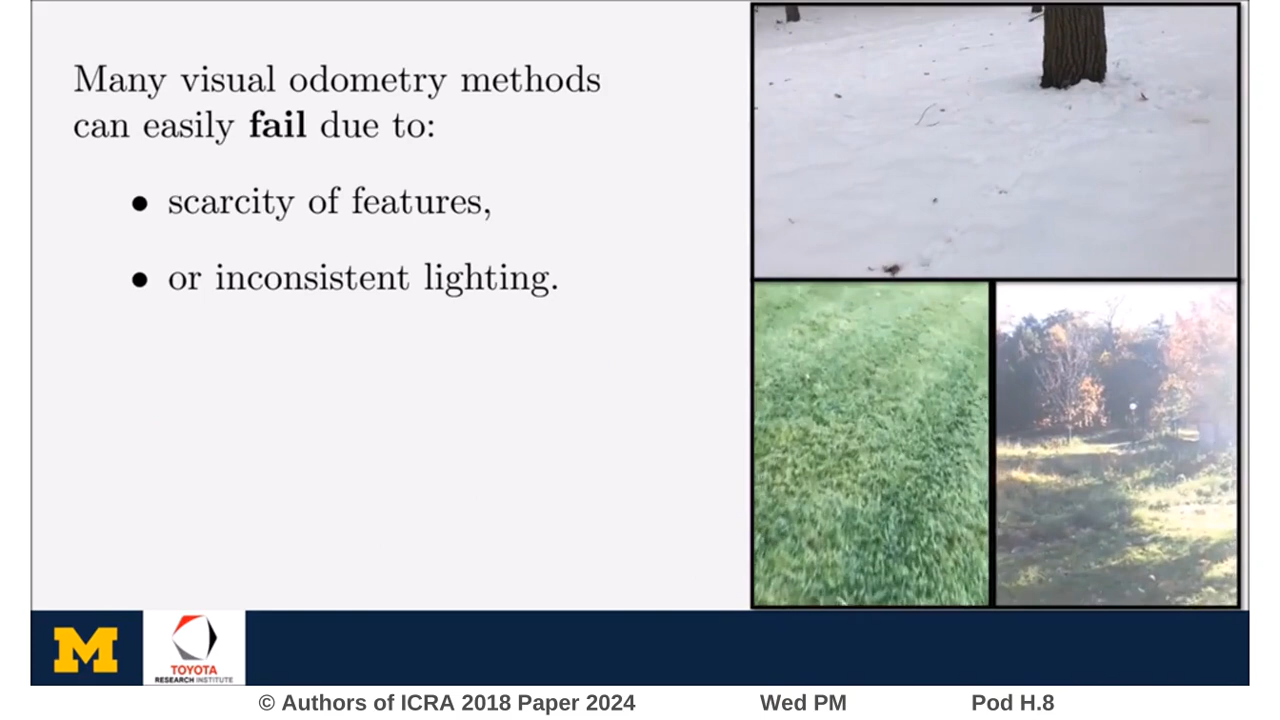 Many visual odometry methods
can easily fail due to:
● scarcity of features,
● or inconsistent lighting.
M
TOYOTA
RESEARCH INSTITUTE
© Authors of ICRA 2018 Paper 2024 Wed PM Pod H.8